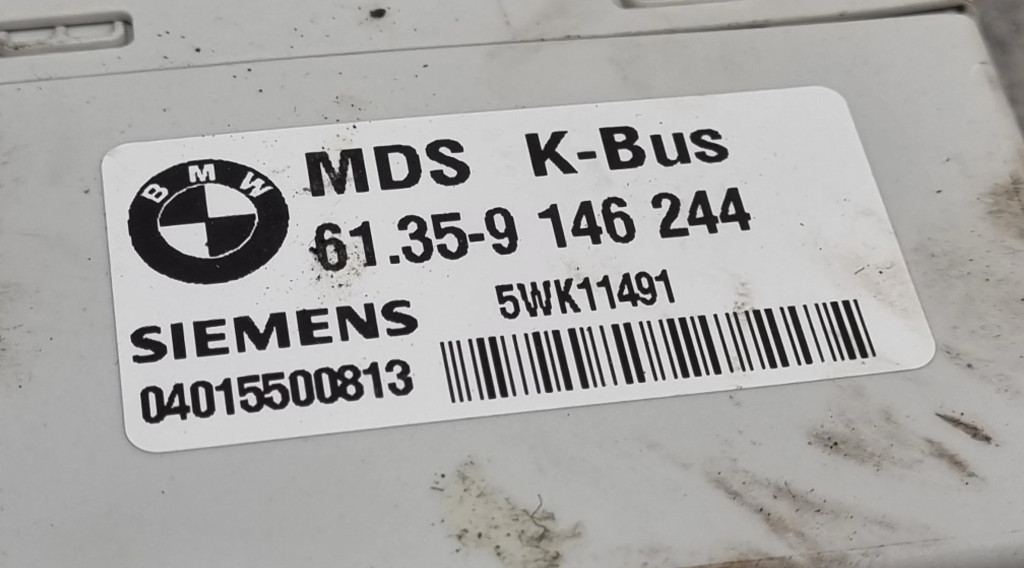 BMW
MDS K-Bus
61.35-9 146 244
SIEMENS
5WK11491
04015500813